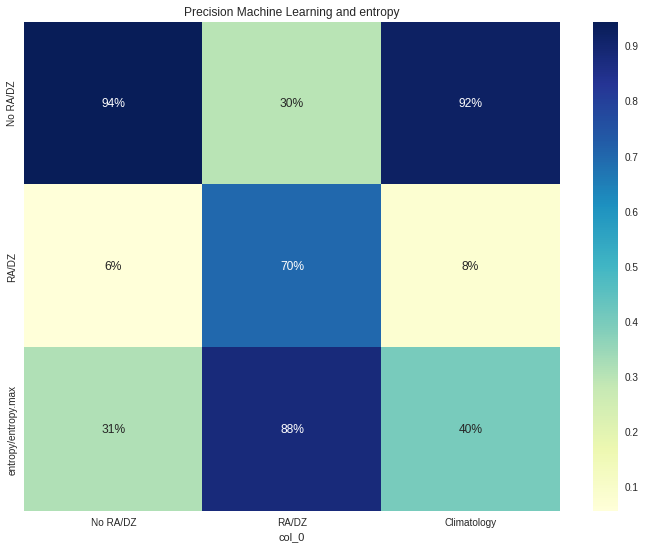 Precision Machine Learning and entropy
No RA/DZ
94%
30%
92%
RA/DZ
6%
70%
8%
entropy/entropy.max
31%
88%
40%
No RA/DZ
RA/DZ
Climatology
col_0
0.9
0.8
0.7
0.6
0.5
0.4
0.3
0.2
0.1